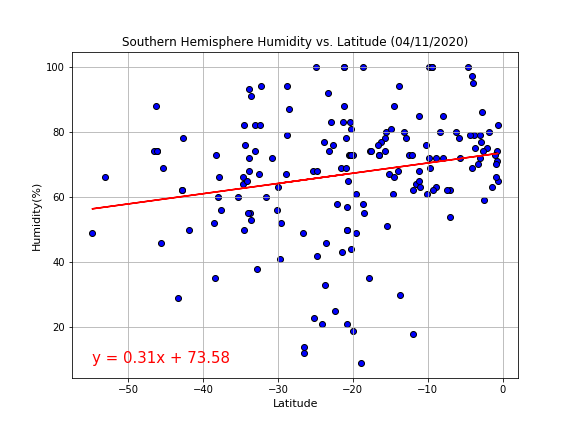 Southern Hemisphere Humidity vs. Latitude (04/11/2020)
100
80
60
40
20
Humidity(%)
y = 0.31x + 73.58
−50 −40 −30 −20 −10 0
Latitude